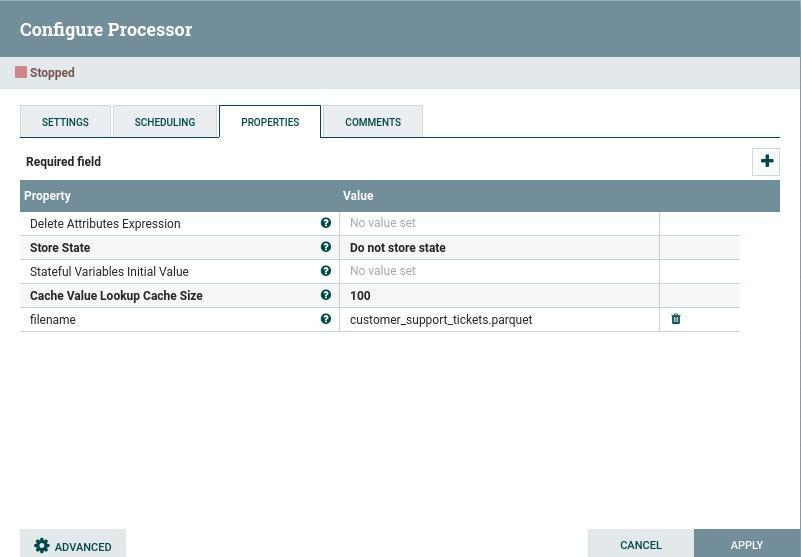 Configure Processor
Stopped
SETTINGS SCHEDULING PROPERTIES COMMENTS
Required field
Property Value
Delete Attributes Expression No value set
Store State Do not store state
Stateful Variables Initial Value No value set
Cache Value Lookup Cache Size 100
filename customer_support_tickets.parquet
ADVANCED CANCEL APPLY